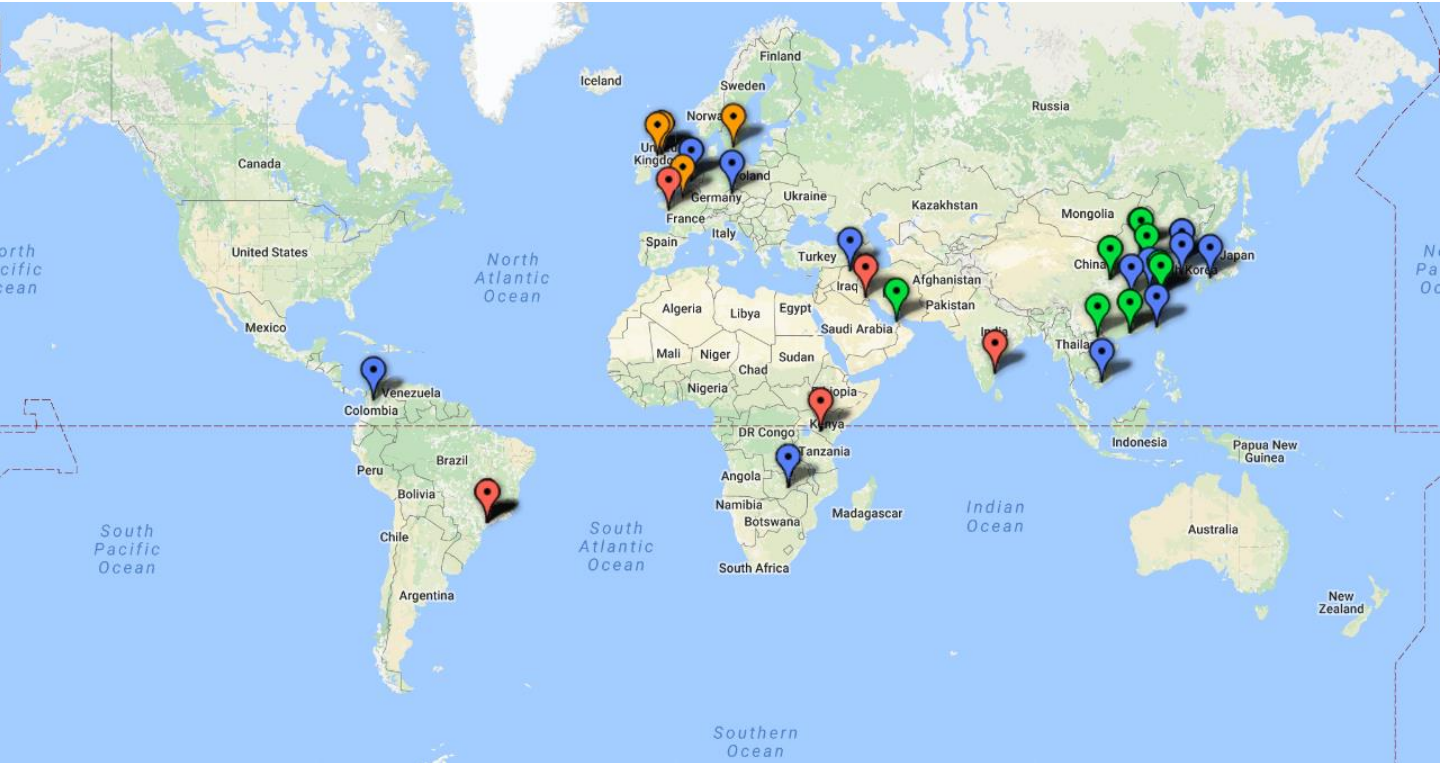 Finland
Iceland
Sweden
Norwa
Russia
United
Kingdo
Canada
oland
Ukraine
Germany
Kazakhstan
Mongolia
France
Italy
Spain
Turkey
United States
Japan
Korea
China
North
Atlantic
Ocean
orth
cific
cean
N
Pa
Oc
Afghanistan
Iraq
Pakistan
Algeria
Libya
Egypt
Saudi Arabia
Mexico
India
Thaila
Mali
Niger
Sudan
Chad
Nigeria
Ethiopia
Venezuela
Colombia
Kenya
DR Congo
Indonesia
Papua New
Guinea
Tanzania
Brazil
Peru
Angola
Bolivia
Namibia
Madagascar
Botswana
Indian
Ocean
South
Pacific
Ocean
South
Atlantic
Ocean
Chile
Australia
South Africa
Argentina
New
Zealand
Southern
Ocean